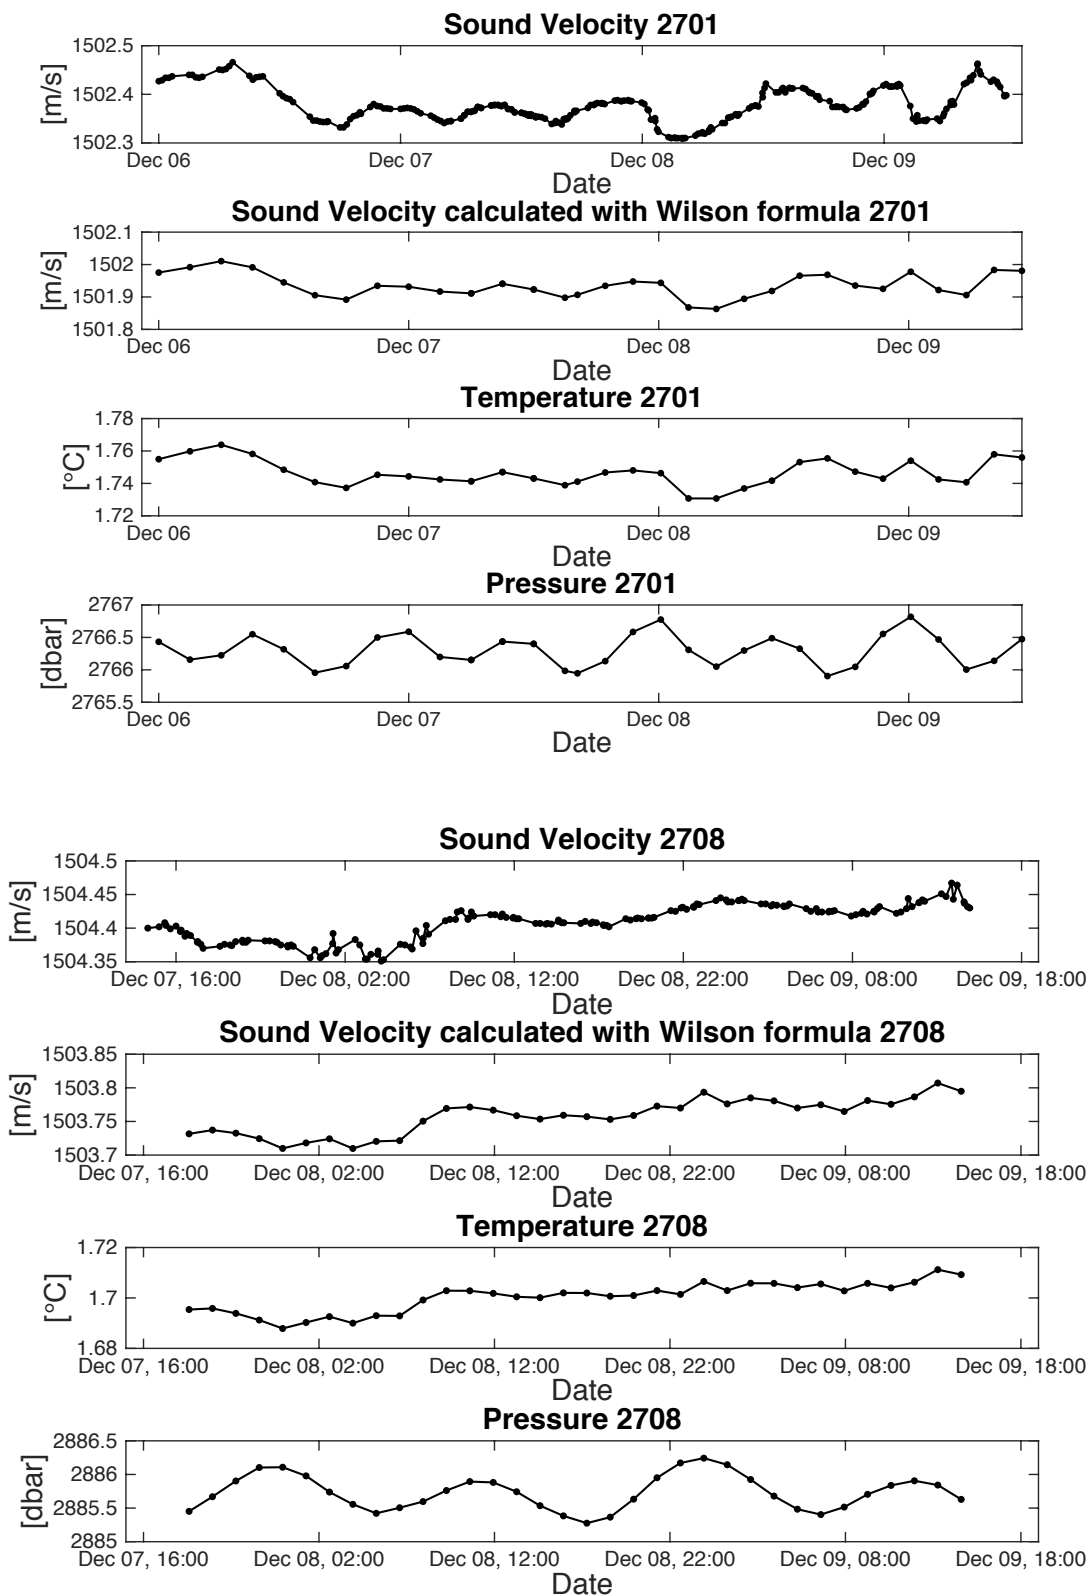 Sound Velocity 2701
1502.5
1502.4
1502.3
[m/s]
Dec 06 Dec 07 Dec 08 Dec 09
Date
Sound Velocity calculated with Wilson formula 2701
1502.1
1502
1501.9
1501.8
[m/s]
Dec 06 Dec 07 Dec 08 Dec 09
Date
Temperature 2701
1.78
1.76
1.74
1.72
[°C]
Dec 06 Dec 07 Dec 08 Dec 09
Date
Pressure 2701
2767
2766.5
2766
2765.5
[dbar]
Dec 06 Dec 07 Dec 08 Dec 09
Date
Sound Velocity 2708
1504.5
1504.45
1504.4
1504.35
[m/s]
Dec 07, 16:00 Dec 08, 02:00 Dec 08, 12:00 Dec 08, 22:00 Dec 09, 08:00 Dec 09, 18:00
Date
Sound Velocity calculated with Wilson formula 2708
1503.85
1503.8
1503.75
1503.7
[m/s]
Dec 07, 16:00 Dec 08, 02:00 Dec 08, 12:00 Dec 08, 22:00 Dec 09, 08:00 Dec 09, 18:00
Date
Temperature 2708
1.72
1.7
1.68
[°C]
Dec 07, 16:00 Dec 08, 02:00 Dec 08, 12:00 Dec 08, 22:00 Dec 09, 08:00 Dec 09, 18:00
Date
Pressure 2708
2886.5
2886
2885.5
2885
[dbar]
Dec 07, 16:00 Dec 08, 02:00 Dec 08, 12:00 Dec 08, 22:00 Dec 09, 08:00 Dec 09, 18:00
Date